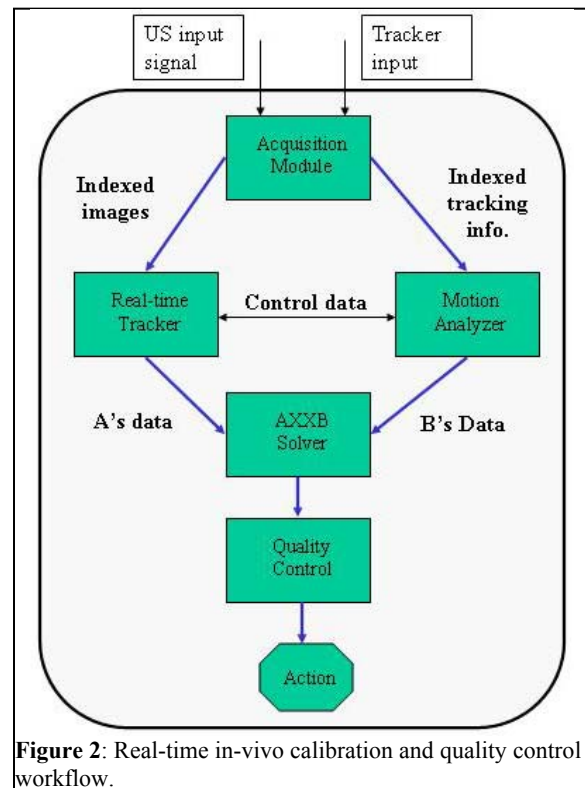 US input
signal
Tracker
input
Acquisition
Module
Indexed
images
Indexed
tracking
info.
Real-time
Tracker
Control data
Motion
Analyzer
A's data
AXXB
Solver
B's Data
Quality
Control
Action
Figure 2: Real-time in-vivo calibration and quality control
workflow.